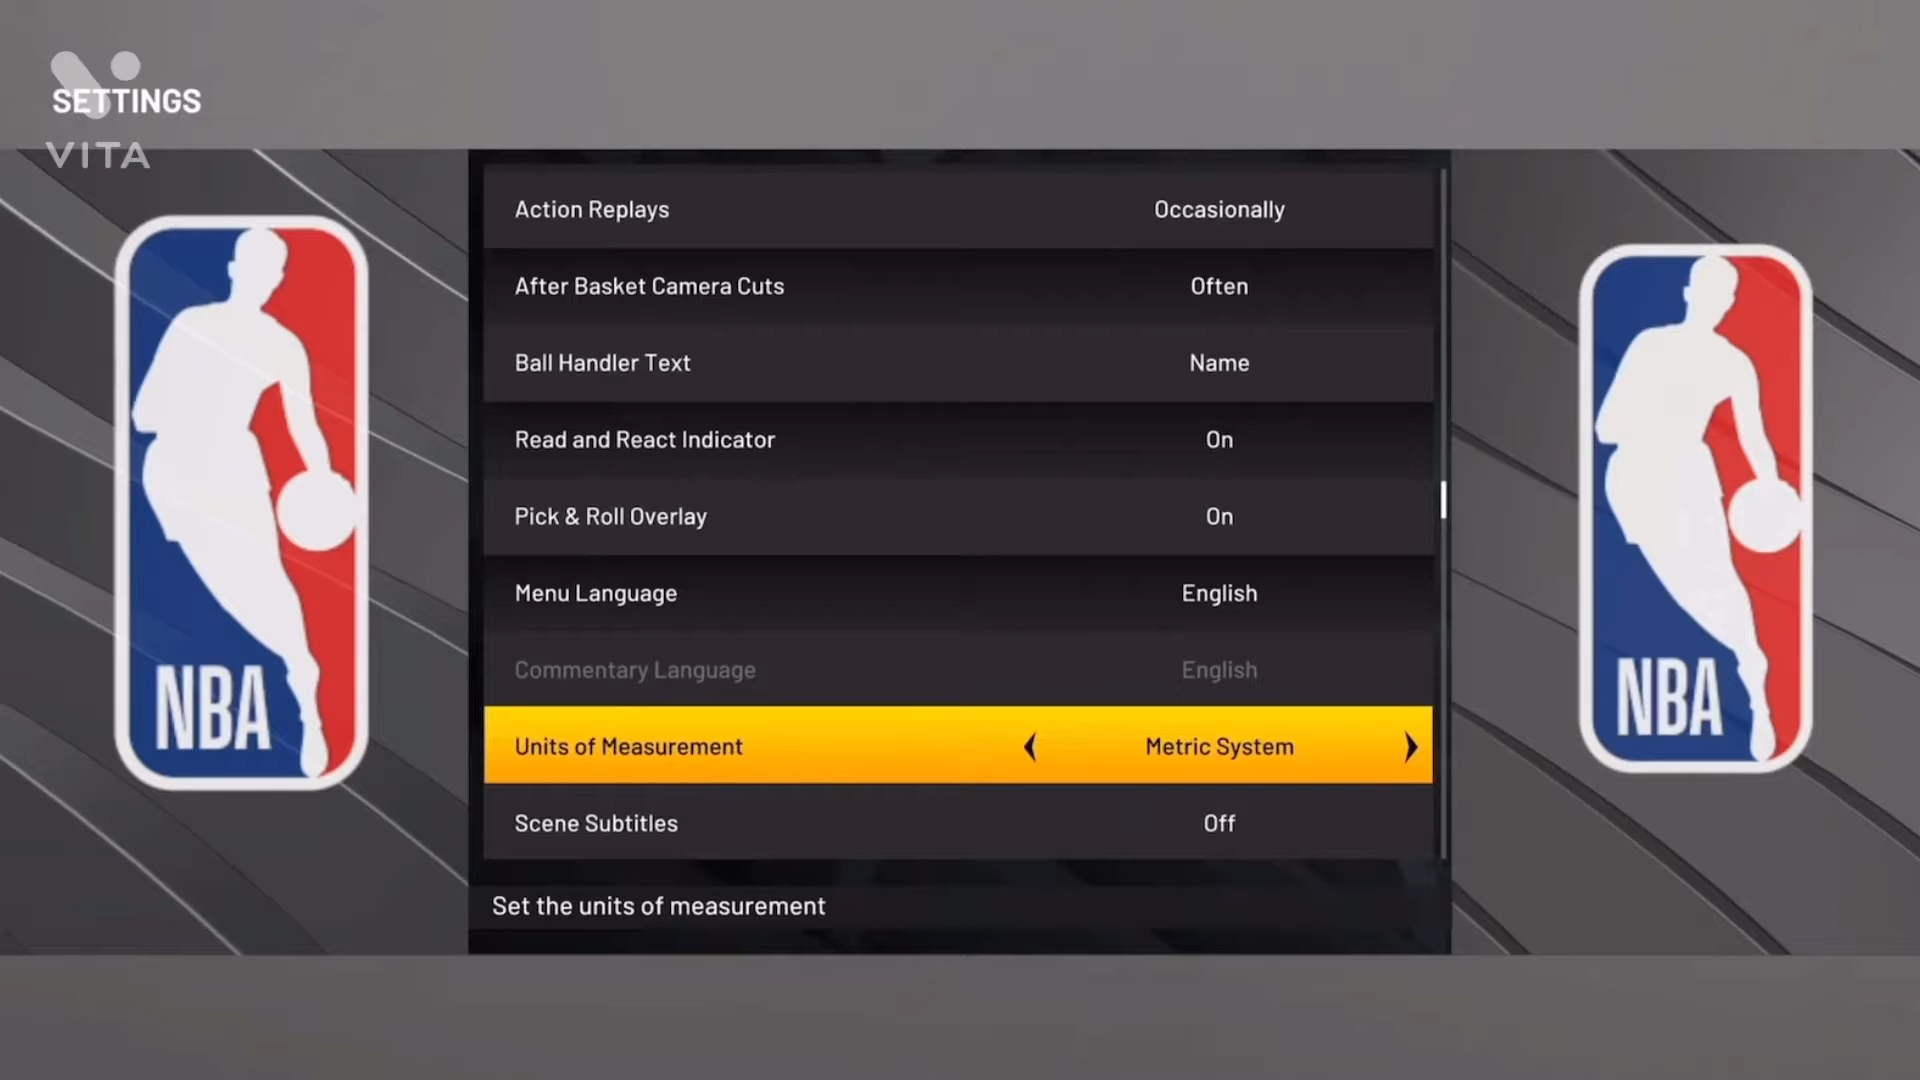 SETTINGS
VITA
Action Replays Occasionally
After Basket Camera Cuts Often
Ball Handler Text Name
Read and React Indicator On
Pick & Roll Overlay On
Menu Language English
Commentary Language English
Units of Measurement Metric System
Scene Subtitles Off
Set the units of measurement
NBA
NBA